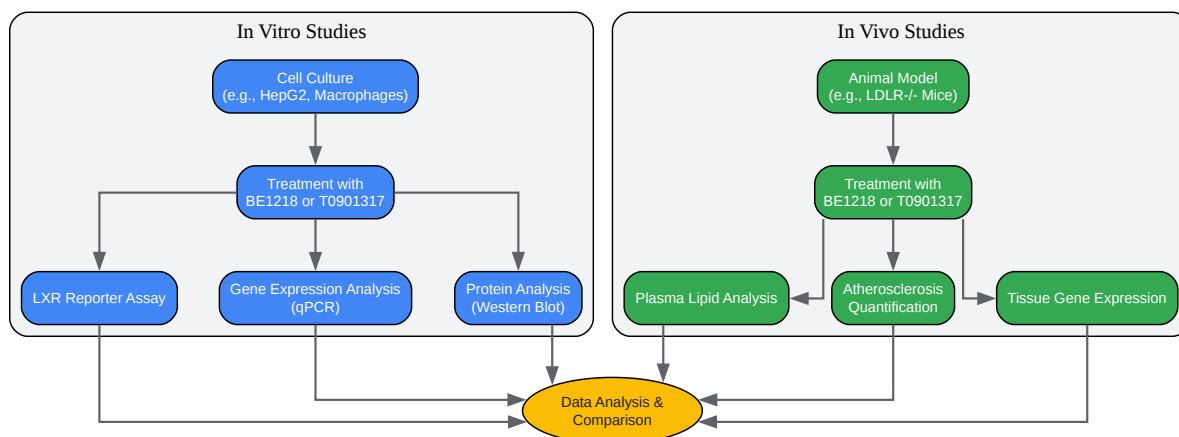 In Vitro Studies
Cell Culture
(e.g., HepG2, Macrophages)
Treatment with
BE1218 or T0901317
LXR Reporter Assay
Gene Expression Analysis
(qPCR)
Protein Analysis
(Western Blot)
In Vivo Studies
Animal Model
(e.g., LDLR-/- Mice)
Treatment with
BE1218 or T0901317
Plasma Lipid Analysis
Atherosclerosis
Quantification
Tissue Gene Expression
Data Analysis &
Comparison